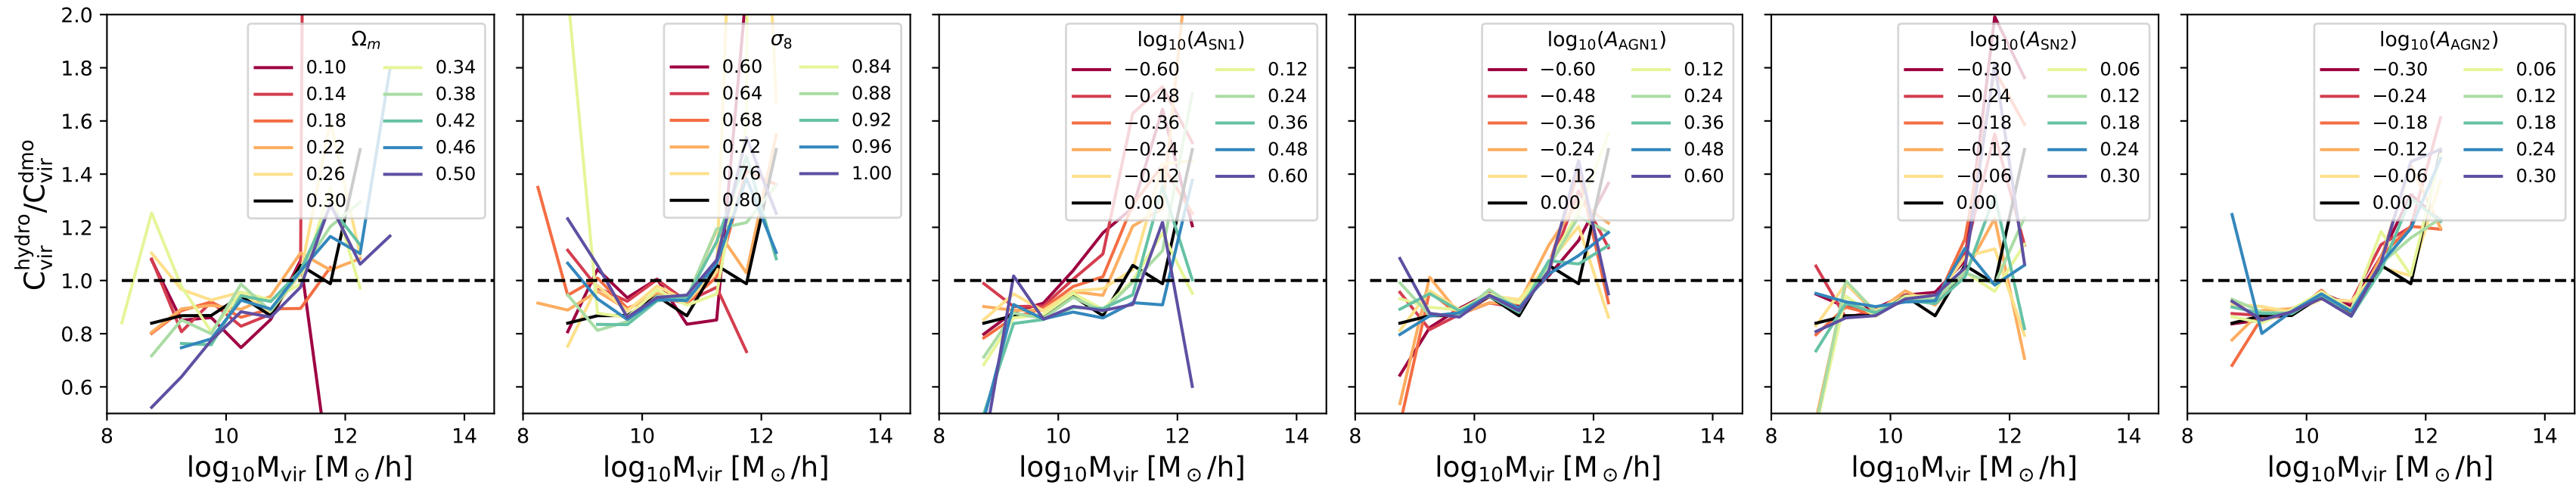 C_vir^hydro/C_vir^dmo
2.0
1.8
1.6
1.4
1.2
1.0
0.8
0.6
Ω_m
0.10 0.34
0.14 0.38
0.18 0.42
0.22 0.46
0.26 0.50
0.30
8 10 12 14
log₁₀M_vir [M_⊙/h]
σ_8
0.60 0.84
0.64 0.88
0.68 0.92
0.72 0.96
0.76 1.00
0.80
8 10 12 14
log₁₀M_vir [M_⊙/h]
log₁₀(A_SN1)
−0.60 0.12
−0.48 0.24
−0.36 0.36
−0.24 0.48
−0.12 0.60
0.00
8 10 12 14
log₁₀M_vir [M_⊙/h]
log₁₀(A_AGN1)
−0.60 0.12
−0.48 0.24
−0.36 0.36
−0.24 0.48
−0.12 0.60
0.00
8 10 12 14
log₁₀M_vir [M_⊙/h]
log₁₀(A_SN2)
−0.30 0.06
−0.24 0.12
−0.18 0.18
−0.12 0.24
−0.06 0.30
0.00
8 10 12 14
log₁₀M_vir [M_⊙/h]
log₁₀(A_AGN2)
−0.30 0.06
−0.24 0.12
−0.18 0.18
−0.12 0.24
−0.06 0.30
0.00
8 10 12 14
log₁₀M_vir [M_⊙/h]